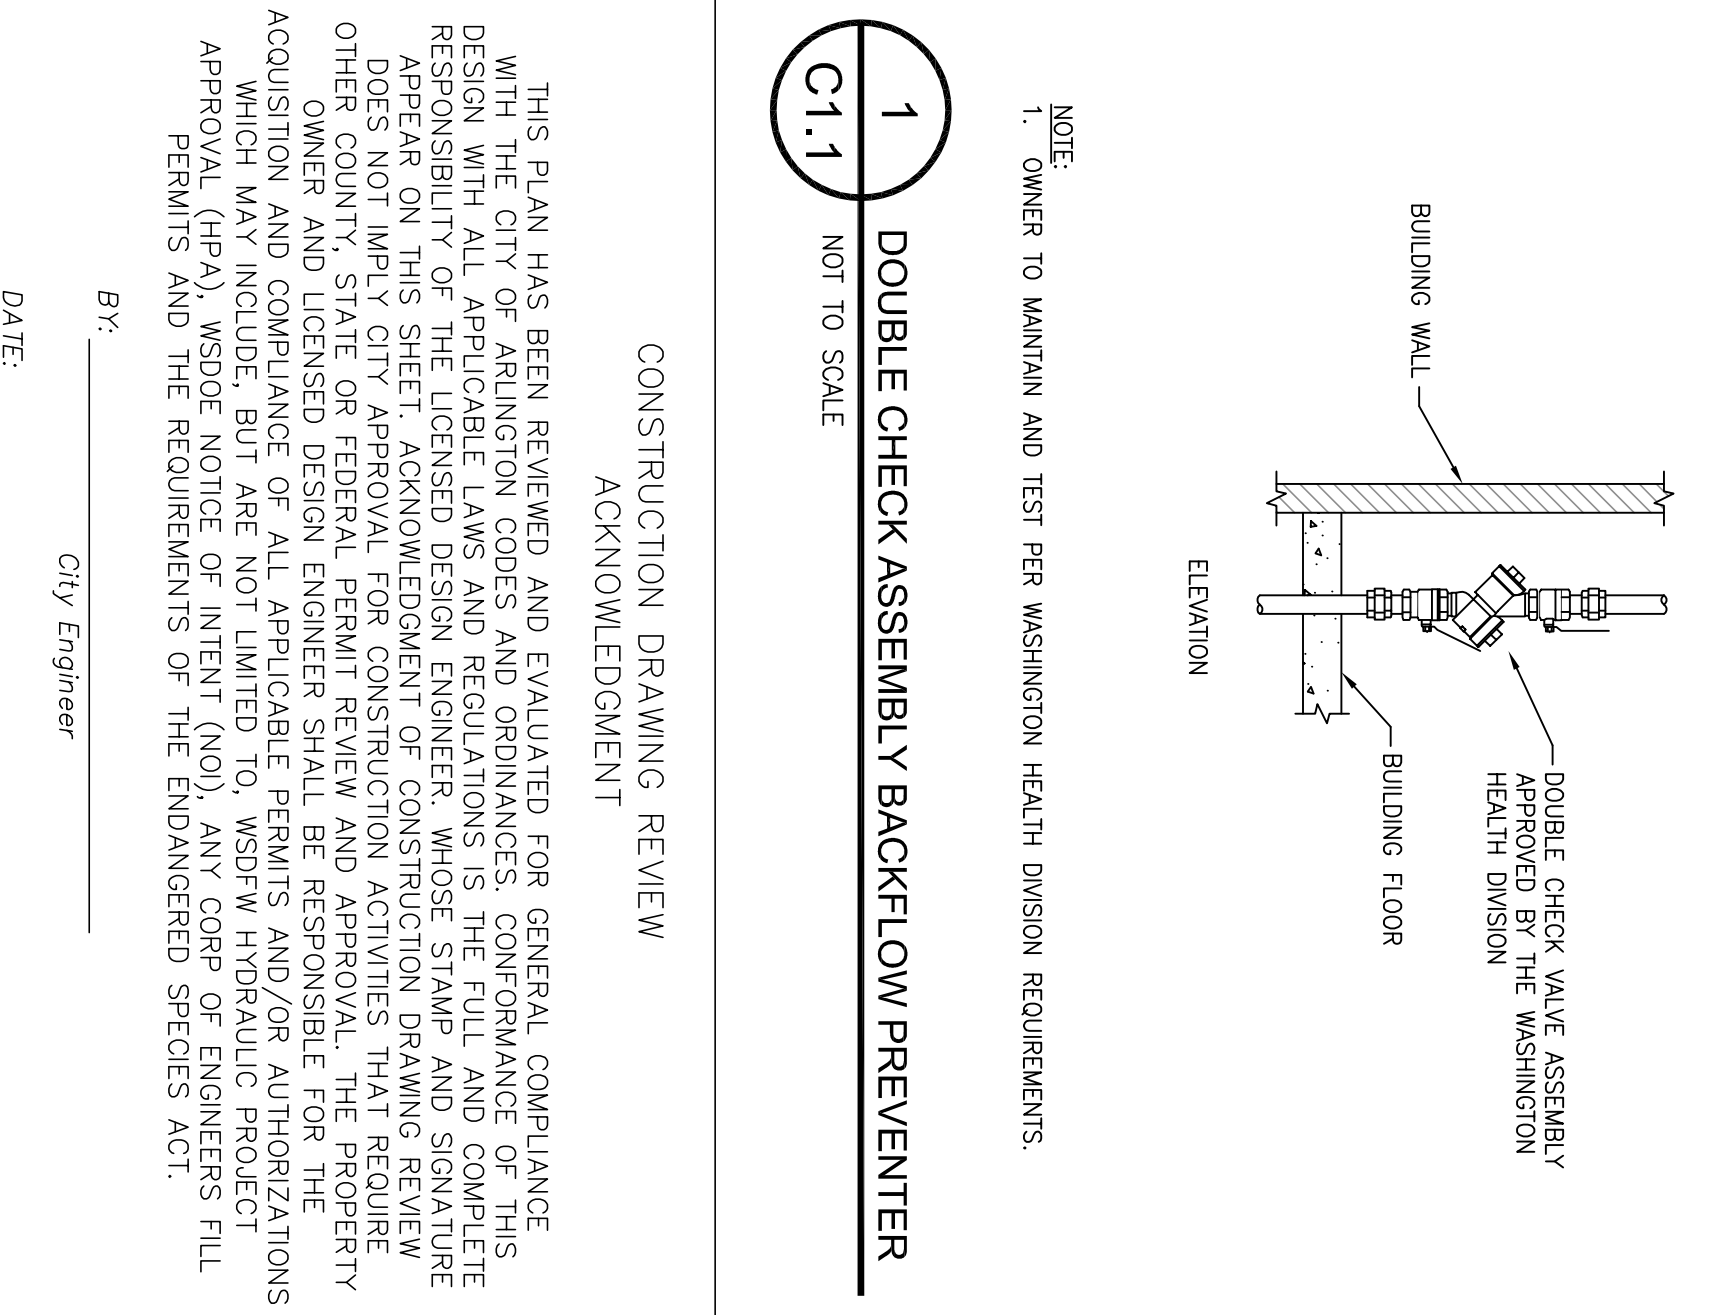 BUILDING WALL
DOUBLE CHECK VALVE ASSEMBLY
APPROVED BY THE WASHINGTON
HEALTH DIVISION
BUILDING FLOOR
ELEVATION
NOTE:
1. OWNER TO MAINTAIN AND TEST PER WASHINGTON HEALTH DIVISION REQUIREMENTS.
1
DOUBLE CHECK ASSEMBLY BACKFLOW PREVENTER
C1.1
NOT TO SCALE
CONSTRUCTION DRAWING REVIEW
ACKNOWLEDGMENT
THIS PLAN HAS BEEN REVIEWED AND EVALUATED FOR GENERAL COMPLIANCE
WITH THE CITY OF ARLINGTON CODES AND ORDINANCES. CONFORMANCE OF THIS
DESIGN WITH ALL APPLICABLE LAWS AND REGULATIONS IS THE FULL AND COMPLETE
RESPONSIBILITY OF THE LICENSED DESIGN ENGINEER. WHOSE STAMP AND SIGNATURE
APPEAR ON THIS SHEET. ACKNOWLEDGMENT OF CONSTRUCTION DRAWING REVIEW
DOES NOT IMPLY CITY APPROVAL FOR CONSTRUCTION ACTIVITIES THAT REQUIRE
OTHER COUNTY, STATE OR FEDERAL PERMIT REVIEW AND APPROVAL. THE PROPERTY
OWNER AND LICENSED DESIGN ENGINEER SHALL BE RESPONSIBLE FOR THE
ACQUISITION AND COMPLIANCE OF ALL APPLICABLE PERMITS AND/OR AUTHORIZATIONS
WHICH MAY INCLUDE, BUT ARE NOT LIMITED TO, WSDFW HYDRAULIC PROJECT
APPROVAL (HPA), WSDOE NOTICE OF INTENT (NOI), ANY CORP OF ENGINEERS FILL
PERMITS AND THE REQUIREMENTS OF THE ENDANGERED SPECIES ACT.
BY:
City Engineer
DATE: